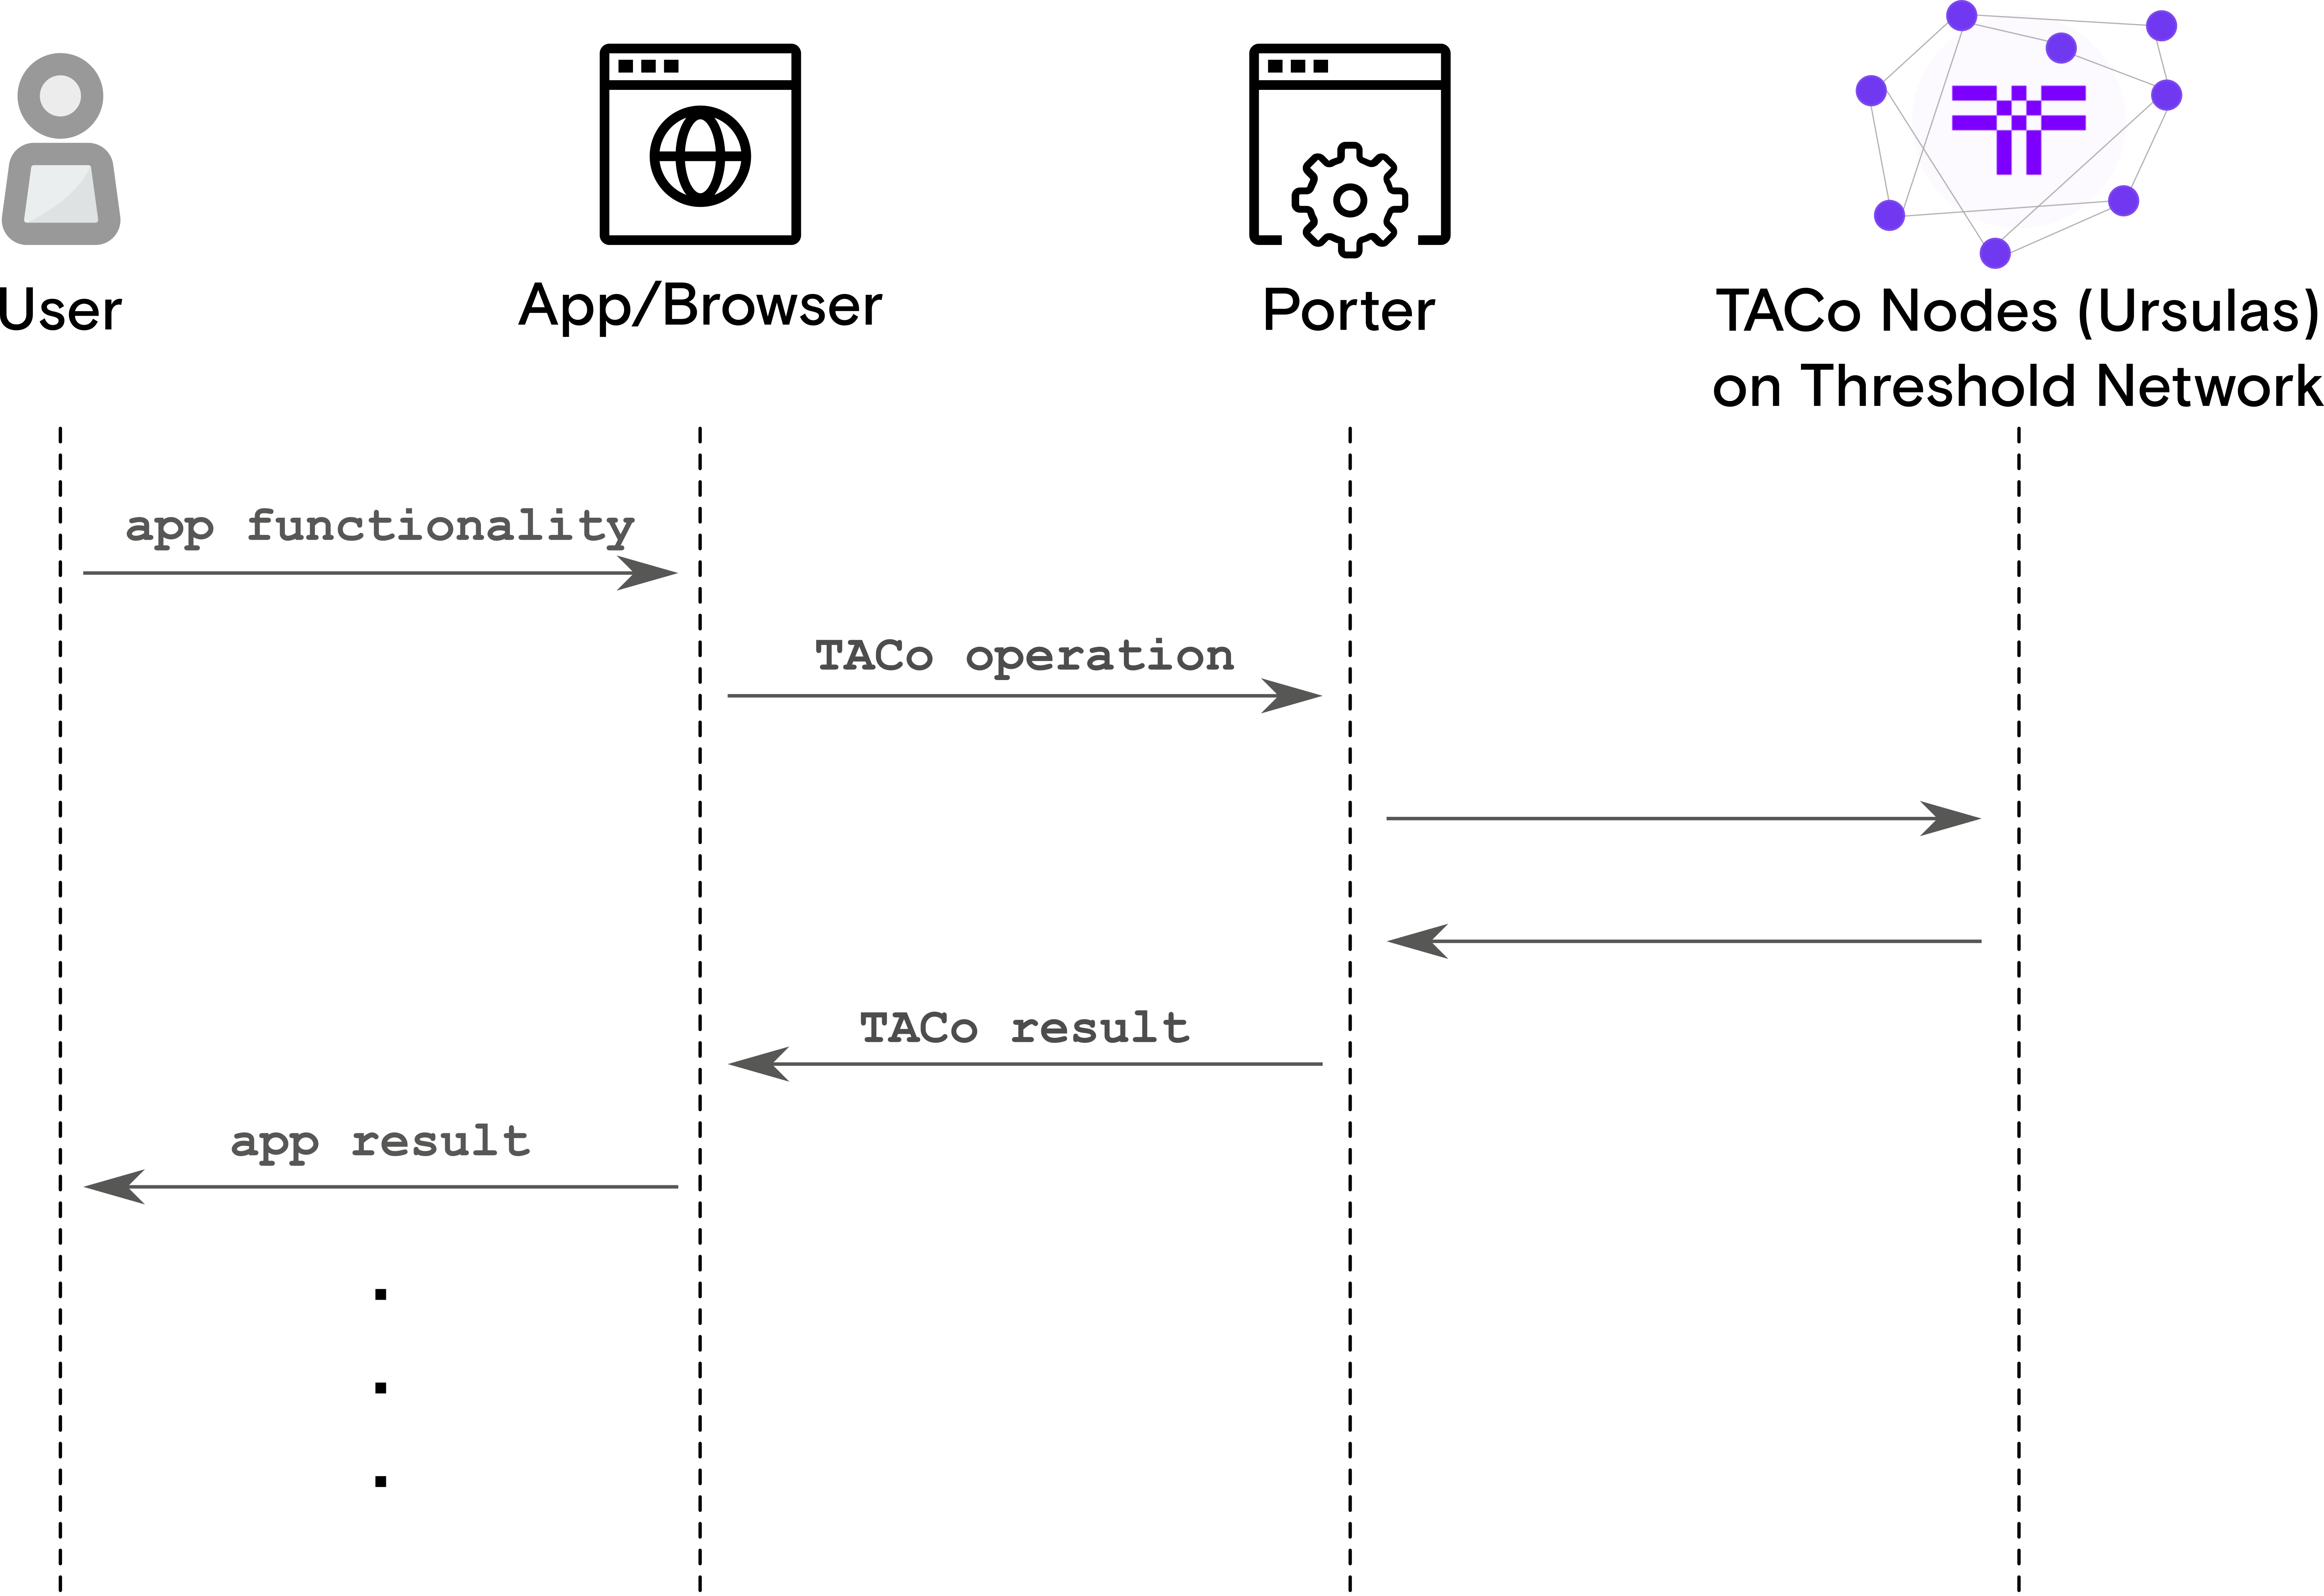 User
App/Browser
Porter
TACo Nodes (Ursulas)
on Threshold Network
app functionality
TACo operation
TACo result
app result